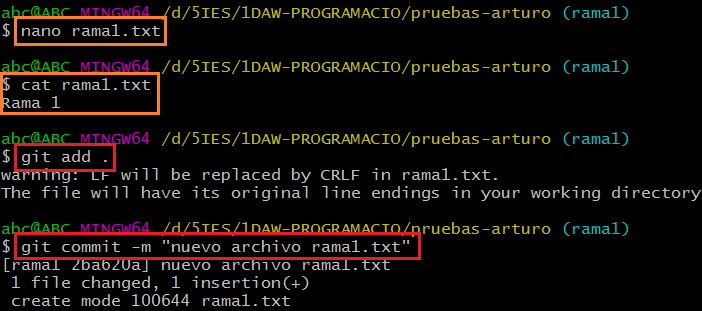 abc@ABC MINGW64 /d/5IES/1DAW-PROGRAMACIO/pruebas-arturo (rama1)
$ nano rama1.txt
abc@ABC MINGW64 /d/5IES/1DAW-PROGRAMACIO/pruebas-arturo (rama1)
$ cat rama1.txt
Rama 1
abc@ABC MINGW64 /d/5IES/1DAW-PROGRAMACIO/pruebas-arturo (rama1)
$ git add .
warning: LF will be replaced by CRLF in rama1.txt.
The file will have its original line endings in your working directory
abc@ABC MINGW64 /d/5IES/1DAW-PROGRAMACIO/pruebas-arturo (rama1)
$ git commit -m "nuevo archivo rama1.txt"
[rama1 2ba620a] nuevo archivo rama1.txt
1 file changed, 1 insertion(+)
create mode 100644 rama1.txt